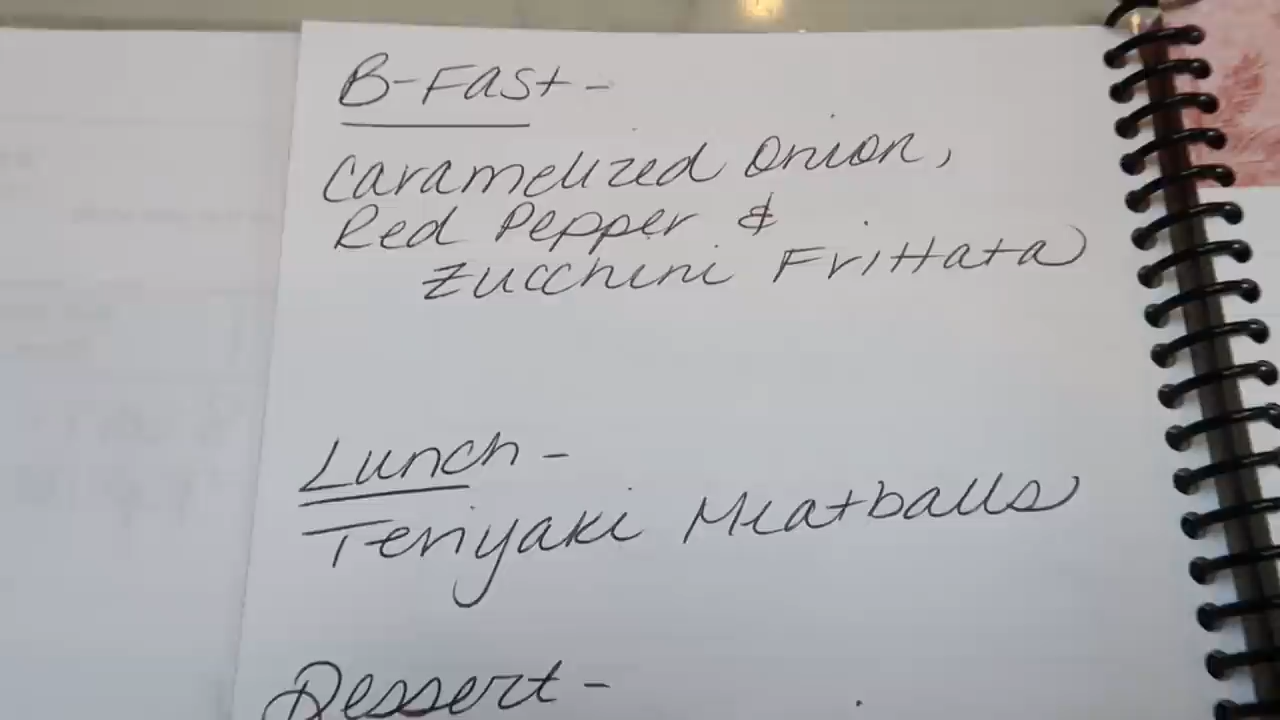 B-Fast-
Caramelized Onion,
Red Pepper &
Zucchini Frittata
Lunch-
Teriyaki Meatballs
Dessert-